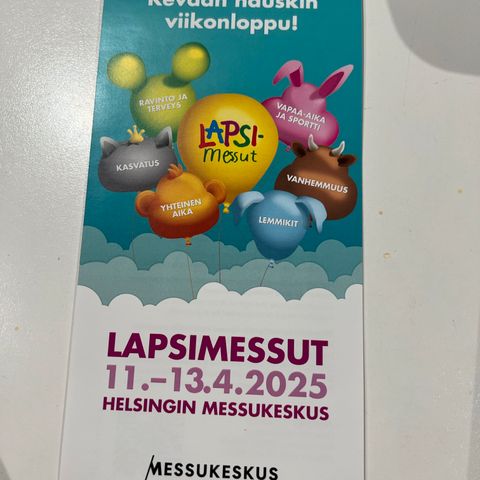 Kevään hauskin
viikonloppu!
RAVINTO JA
TERVEYS
VAPAA-AIKA
JA SPORTTI
LAPSI-
messut
KASVATUS
VANHEMMUUS
YHTEINEN
AIKA
LEMMIKIT
LAPSIMESSUT
11.–13.4.2025
HELSINGIN MESSUKESKUS
MESSUKESKUS